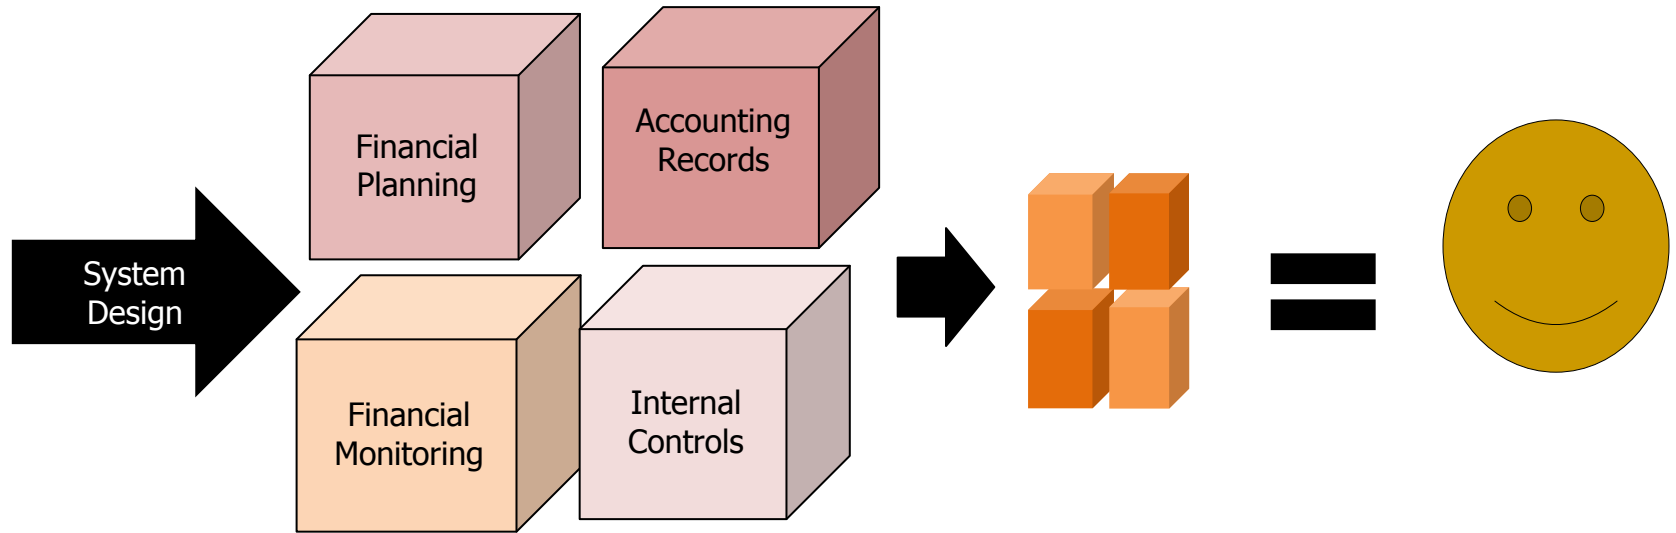 System
Design
Financial
Planning
Accounting
Records
Financial
Monitoring
Internal
Controls